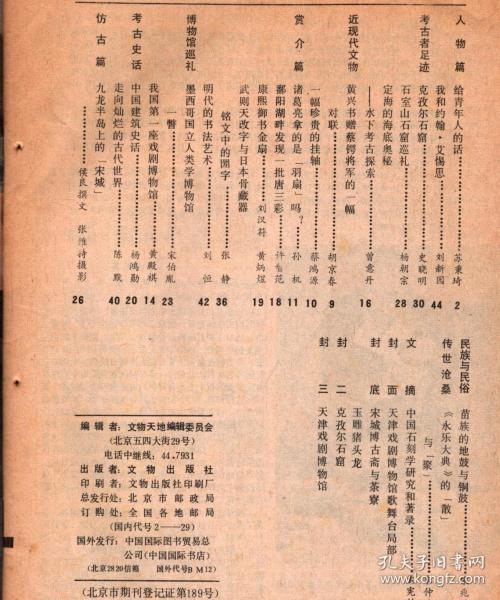 人物篇
给青年人的话……苏秉琦 2
考古者足迹
我和约翰·艾惕思……刘新园 44
克孜尔石窟……史晓明 30
石室山石窟巡礼……杨朝宗 28
定海的海底奥秘
——水下考古探索……曾意丹 16
近现代文物
黄兴书赠蔡锷将军的一幅
对联……胡京春 9
一幅珍贵的挂轴……蔡鸿源 10
赏介篇
诸葛亮拿的是「羽扇」吗?……孙机 11
鄱阳湖畔发现一批唐三彩……许智范 18
康熙御书金扇……刘汉符 黄炳煜 19
武则天改字与日本骨藏器
铭文中的圀字……张静 36
明代的书法艺术……刘恒 42
博物馆巡礼
墨西哥国立人类学博物馆
一瞥……宋伯胤 23
我国第一座戏剧博物馆……黄殿祺 14
考古史话
中国建筑史话……杨鸿勋 20
走向灿烂的古代世界……陈默 40
仿古篇
九龙半岛上的「宋城」
……侯良撰文 张惟诗摄影 26
民族与民俗
苗族的地鼓与铜鼓……
传世沧桑
《永乐大典》的「散」
与「聚」……仲
文摘
中国石刻学研究和著录……
封面 天津戏剧博物馆歌舞台局部
封底 宋城博古斋与茶寮
玉雕猪头龙
封二 克孜尔石窟
封三 天津戏剧博物馆
编辑者:文物天地编辑委员会
(北京五四大街29号)
电话中继线:44.7931
出版者:文物出版社
印刷者:文物出版社印刷厂
总发行处:北京市邮政局
订购处:全国各地邮局
(国内代号2—29)
国外发行:中国国际图书贸易总
公司(中国国际书店)
(北京2820信箱 国外代号BM12)
(北京市期刊登记证第189号)
孔夫子旧书网
kongfz.com